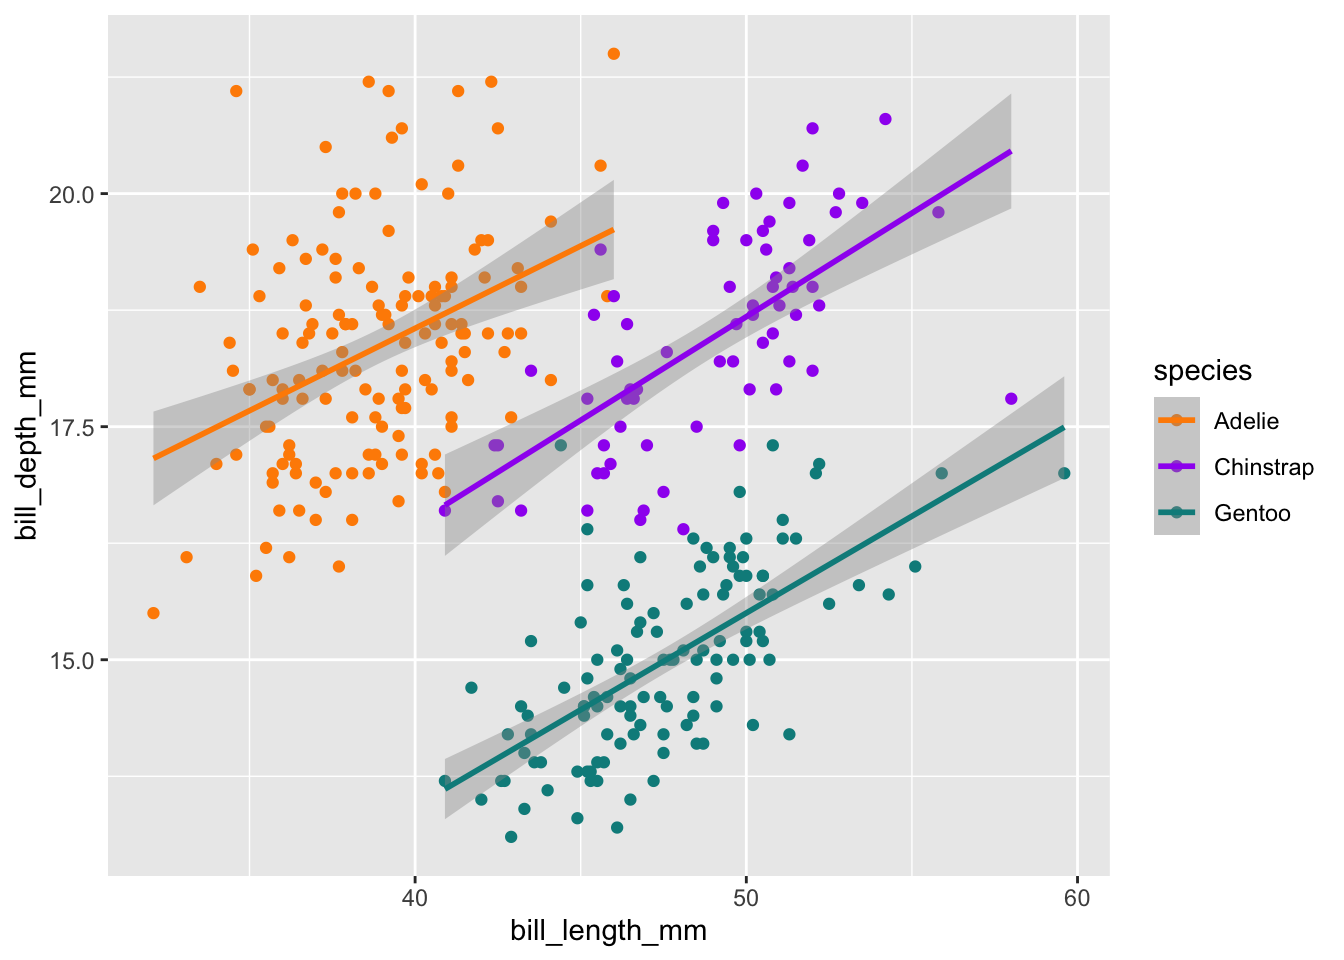 20.0
17.5
15.0
bill_depth_mm
40
50
60
bill_length_mm
species
Adelie
Chinstrap
Gentoo